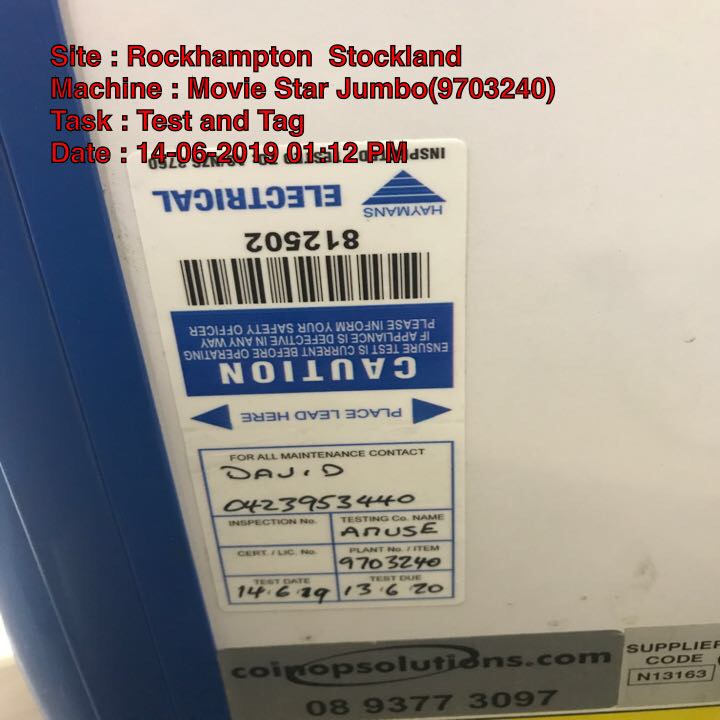 Site : Rockhampton Stockland
Machine : Movie Star Jumbo(9703240)
Task : Test and Tag
Date : 14-06-2019 01:12 PM
HAYMANS
ELECTRICAL
812502
CAUTION
ENSURE TEST IS CURRENT BEFORE OPERATING
IF APPLIANCE IS DEFECTIVE IN ANY WAY
PLEASE INFORM YOUR SAFETY OFFICER
PLACE LEAD HERE
FOR ALL MAINTENANCE CONTACT
DAVID
0423953440
INSPECTION No. TESTING Co. NAME
AMUSE
CERT. / LIC. No. PLANT No. / ITEM
9703240
TEST DATE TEST DUE
14.6.19 13.6.20
coinopsolutions.com
08 9377 3097
SUPPLIER
CODE
N13163